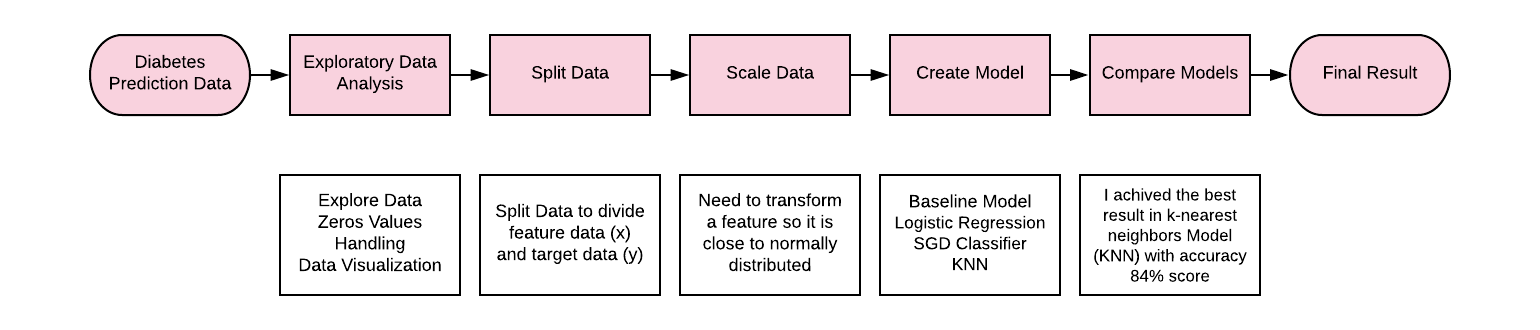 Diabetes
Prediction Data
Exploratory Data
Analysis
Split Data
Scale Data
Create Model
Compare Models
Final Result
Explore Data
Zeros Values
Handling
Data Visualization
Split Data to divide
feature data (x)
and target data (y)
Need to transform
a feature so it is
close to normally
distributed
Baseline Model
Logistic Regression
SGD Classifier
KNN
I achived the best
result in k-nearest
neighbors Model
(KNN) with accuracy
84% score